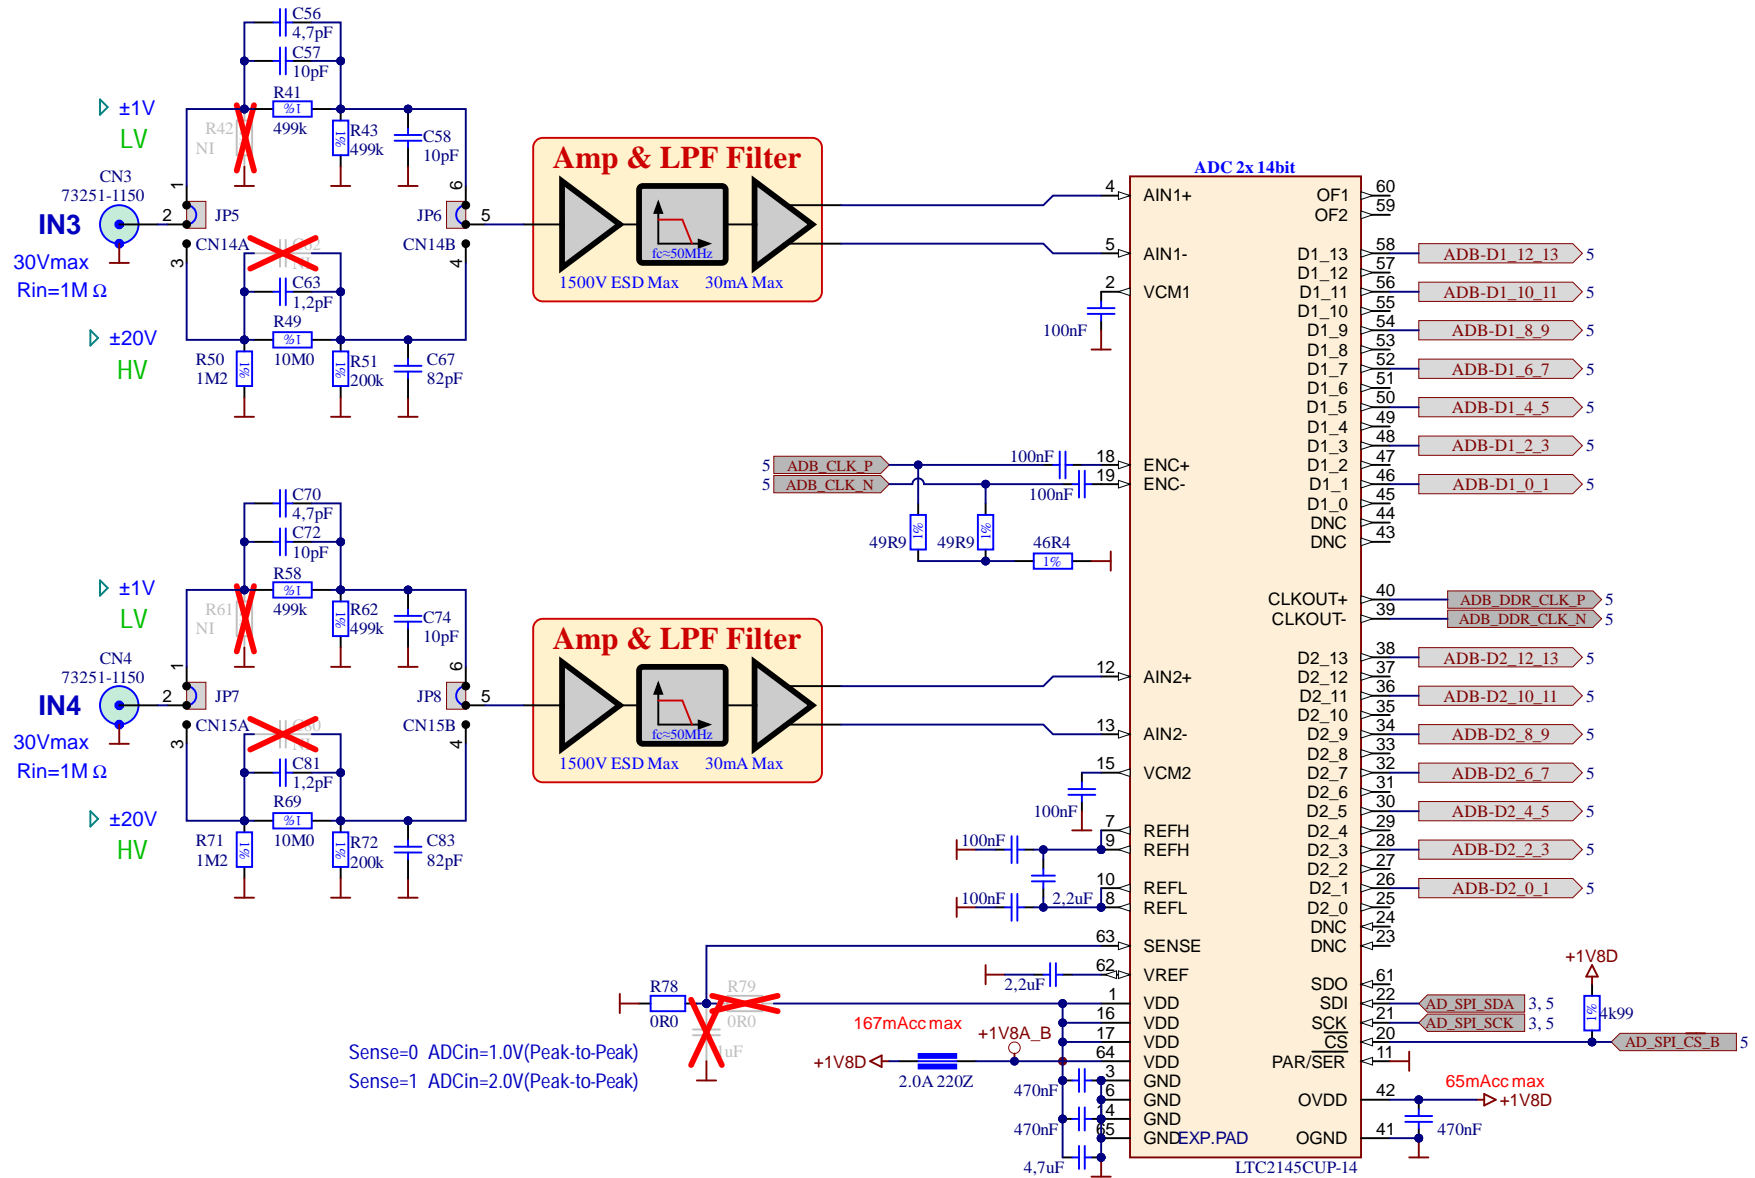 C56
4,7pF
C57
10pF
R41
1%
499k
±1V
LV
R42
NI
R43
499k
1%
C58
10pF
CN3
73251-1150
1
2
JP5
6
JP6
5
IN3
30Vmax
Rin=1M Ω
CN14A
3
C62
CN14B
4
C63
1,2pF
R49
1%
10M0
±20V
HV
R50
1M2
1%
R51
200k
1%
C67
82pF
Amp & LPF Filter
fc≈50MHz
1500V ESD Max
30mA Max
C70
4,7pF
C72
10pF
R58
1%
499k
±1V
LV
R61
NI
R62
499k
1%
C74
10pF
CN4
73251-1150
1
2
JP7
6
JP8
5
IN4
30Vmax
Rin=1M Ω
CN15A
3
C80
CN15B
4
C81
1,2pF
R69
1%
10M0
±20V
HV
R71
1M2
1%
R72
200k
1%
C83
82pF
Amp & LPF Filter
fc≈50MHz
1500V ESD Max
30mA Max
ADC 2x 14bit
4 AIN1+
5 AIN1-
2 VCM1
100nF
5 ADB_CLK_P
5 ADB_CLK_N
100nF
100nF
18 ENC+
19 ENC-
49R9
1%
49R9
1%
46R4
1%
12 AIN2+
13 AIN2-
15 VCM2
100nF
7 REFH
9 REFH
100nF
10 REFL
8 REFL
100nF
2,2uF
63 SENSE
62 VREF
2,2uF
R78
0R0
R79
0R0
1uF
1 VDD
16 VDD
17 VDD
64 VDD
167mAcc max
+1V8A_B
+1V8D
2.0A 220Z
3 GND
6 GND
14 GND
65 GND EXP.PAD
470nF
470nF
4,7uF
Sense=0 ADCin=1.0V(Peak-to-Peak)
Sense=1 ADCin=2.0V(Peak-to-Peak)
OF1 60
OF2 59
D1_13 58 ADB-D1_12_13 5
D1_12 57
D1_11 56 ADB-D1_10_11 5
D1_10 55
D1_9 54 ADB-D1_8_9 5
D1_8 53
D1_7 52 ADB-D1_6_7 5
D1_6 51
D1_5 50 ADB-D1_4_5 5
D1_4 49
D1_3 48 ADB-D1_2_3 5
D1_2 47
D1_1 46 ADB-D1_0_1 5
D1_0 45
DNC 44
DNC 43
CLKOUT+ 40 ADB_DDR_CLK_P 5
CLKOUT- 39 ADB_DDR_CLK_N 5
D2_13 38 ADB-D2_12_13 5
D2_12 37
D2_11 36 ADB-D2_10_11 5
D2_10 35
D2_9 34 ADB-D2_8_9 5
D2_8 33
D2_7 32 ADB-D2_6_7 5
D2_6 31
D2_5 30 ADB-D2_4_5 5
D2_4 29
D2_3 28 ADB-D2_2_3 5
D2_2 27
D2_1 26 ADB-D2_0_1 5
D2_0 25
DNC 24
DNC 23
+1V8D
SDO 61
SDI 22 AD_SPI_SDA 3, 5
SCK 21 AD_SPI_SCK 3, 5
1%
4k99
CS 20 AD_SPI_CS_B 5
PAR/SER 11
65mAcc max
OVDD 42 +1V8D
470nF
OGND 41
LTC2145CUP-14